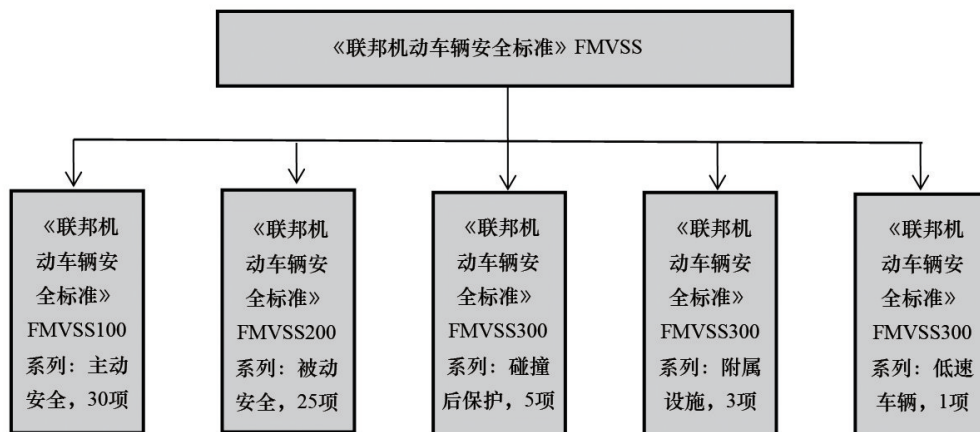 《联邦机动车辆安全标准》FMVSS
《联邦机
动车辆安
全标准》
FMVSS100
系列：主动
安全，30项
《联邦机
动车辆安
全标准》
FMVSS200
系列：被动
安全，25项
《联邦机
动车辆安
全标准》
FMVSS300
系列：碰撞
后保护，5项
《联邦机
动车辆安
全标准》
FMVSS300
系列：附属
设施，3项
《联邦机
动车辆安
全标准》
FMVSS300
系列：低速
车辆，1项